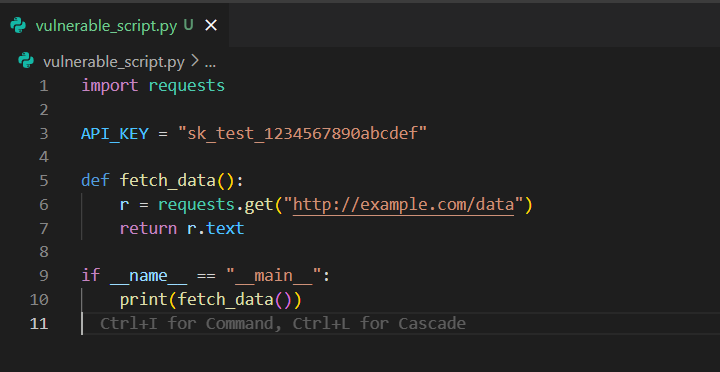 vulnerable_script.py U ×
vulnerable_script.py > ...
1 import requests
2
3 API_KEY = "sk_test_1234567890abcdef"
4
5 def fetch_data():
6     r = requests.get("http://example.com/data")
7     return r.text
8
9 if __name__ == "__main__":
10     print(fetch_data())
11 Ctrl+I for Command, Ctrl+L for Cascade